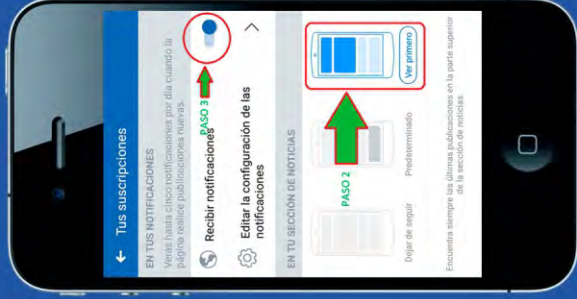 ← Tus suscripciones
EN TUS NOTIFICACIONES
Verás hasta cinco notificaciones por día cuando la
página realice publicaciones nuevas.
PASO 3
Recibir notificaciones
Editar la configuración de las
notificaciones
EN TU SECCIÓN DE NOTICIAS
PASO 2
Dejar de seguir
Predeterminado
Ver primero
Encuentra siempre las últimas publicaciones en la parte superior
de la sección de noticias.